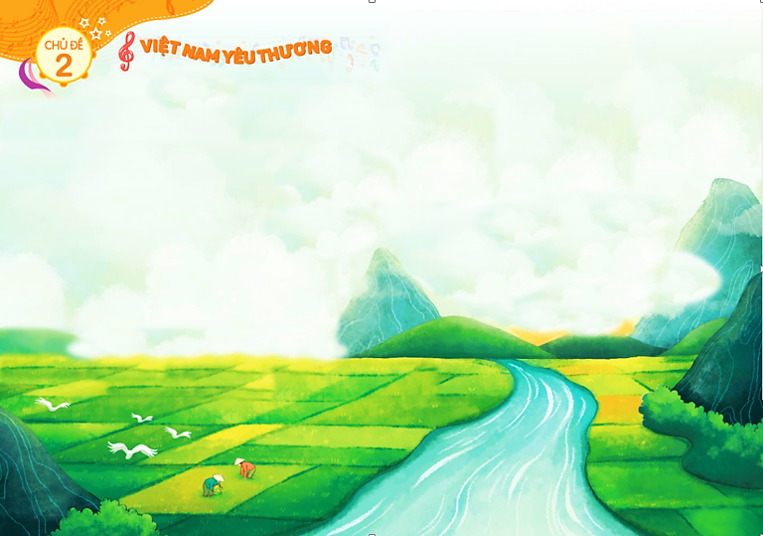 CHỦ ĐỀ
2
VIỆT NAM YÊU THƯƠNG